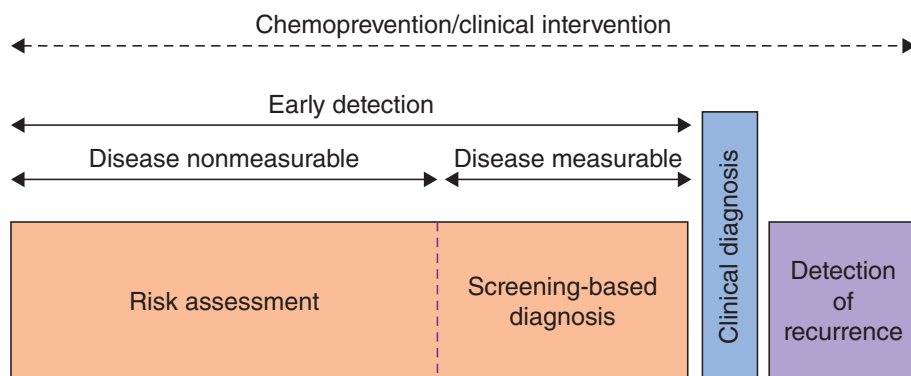 Chemoprevention/clinical intervention
Early detection
Disease nonmeasurable
Disease measurable
Risk assessment
Screening-based
diagnosis
Clinical diagnosis
Detection
of
recurrence